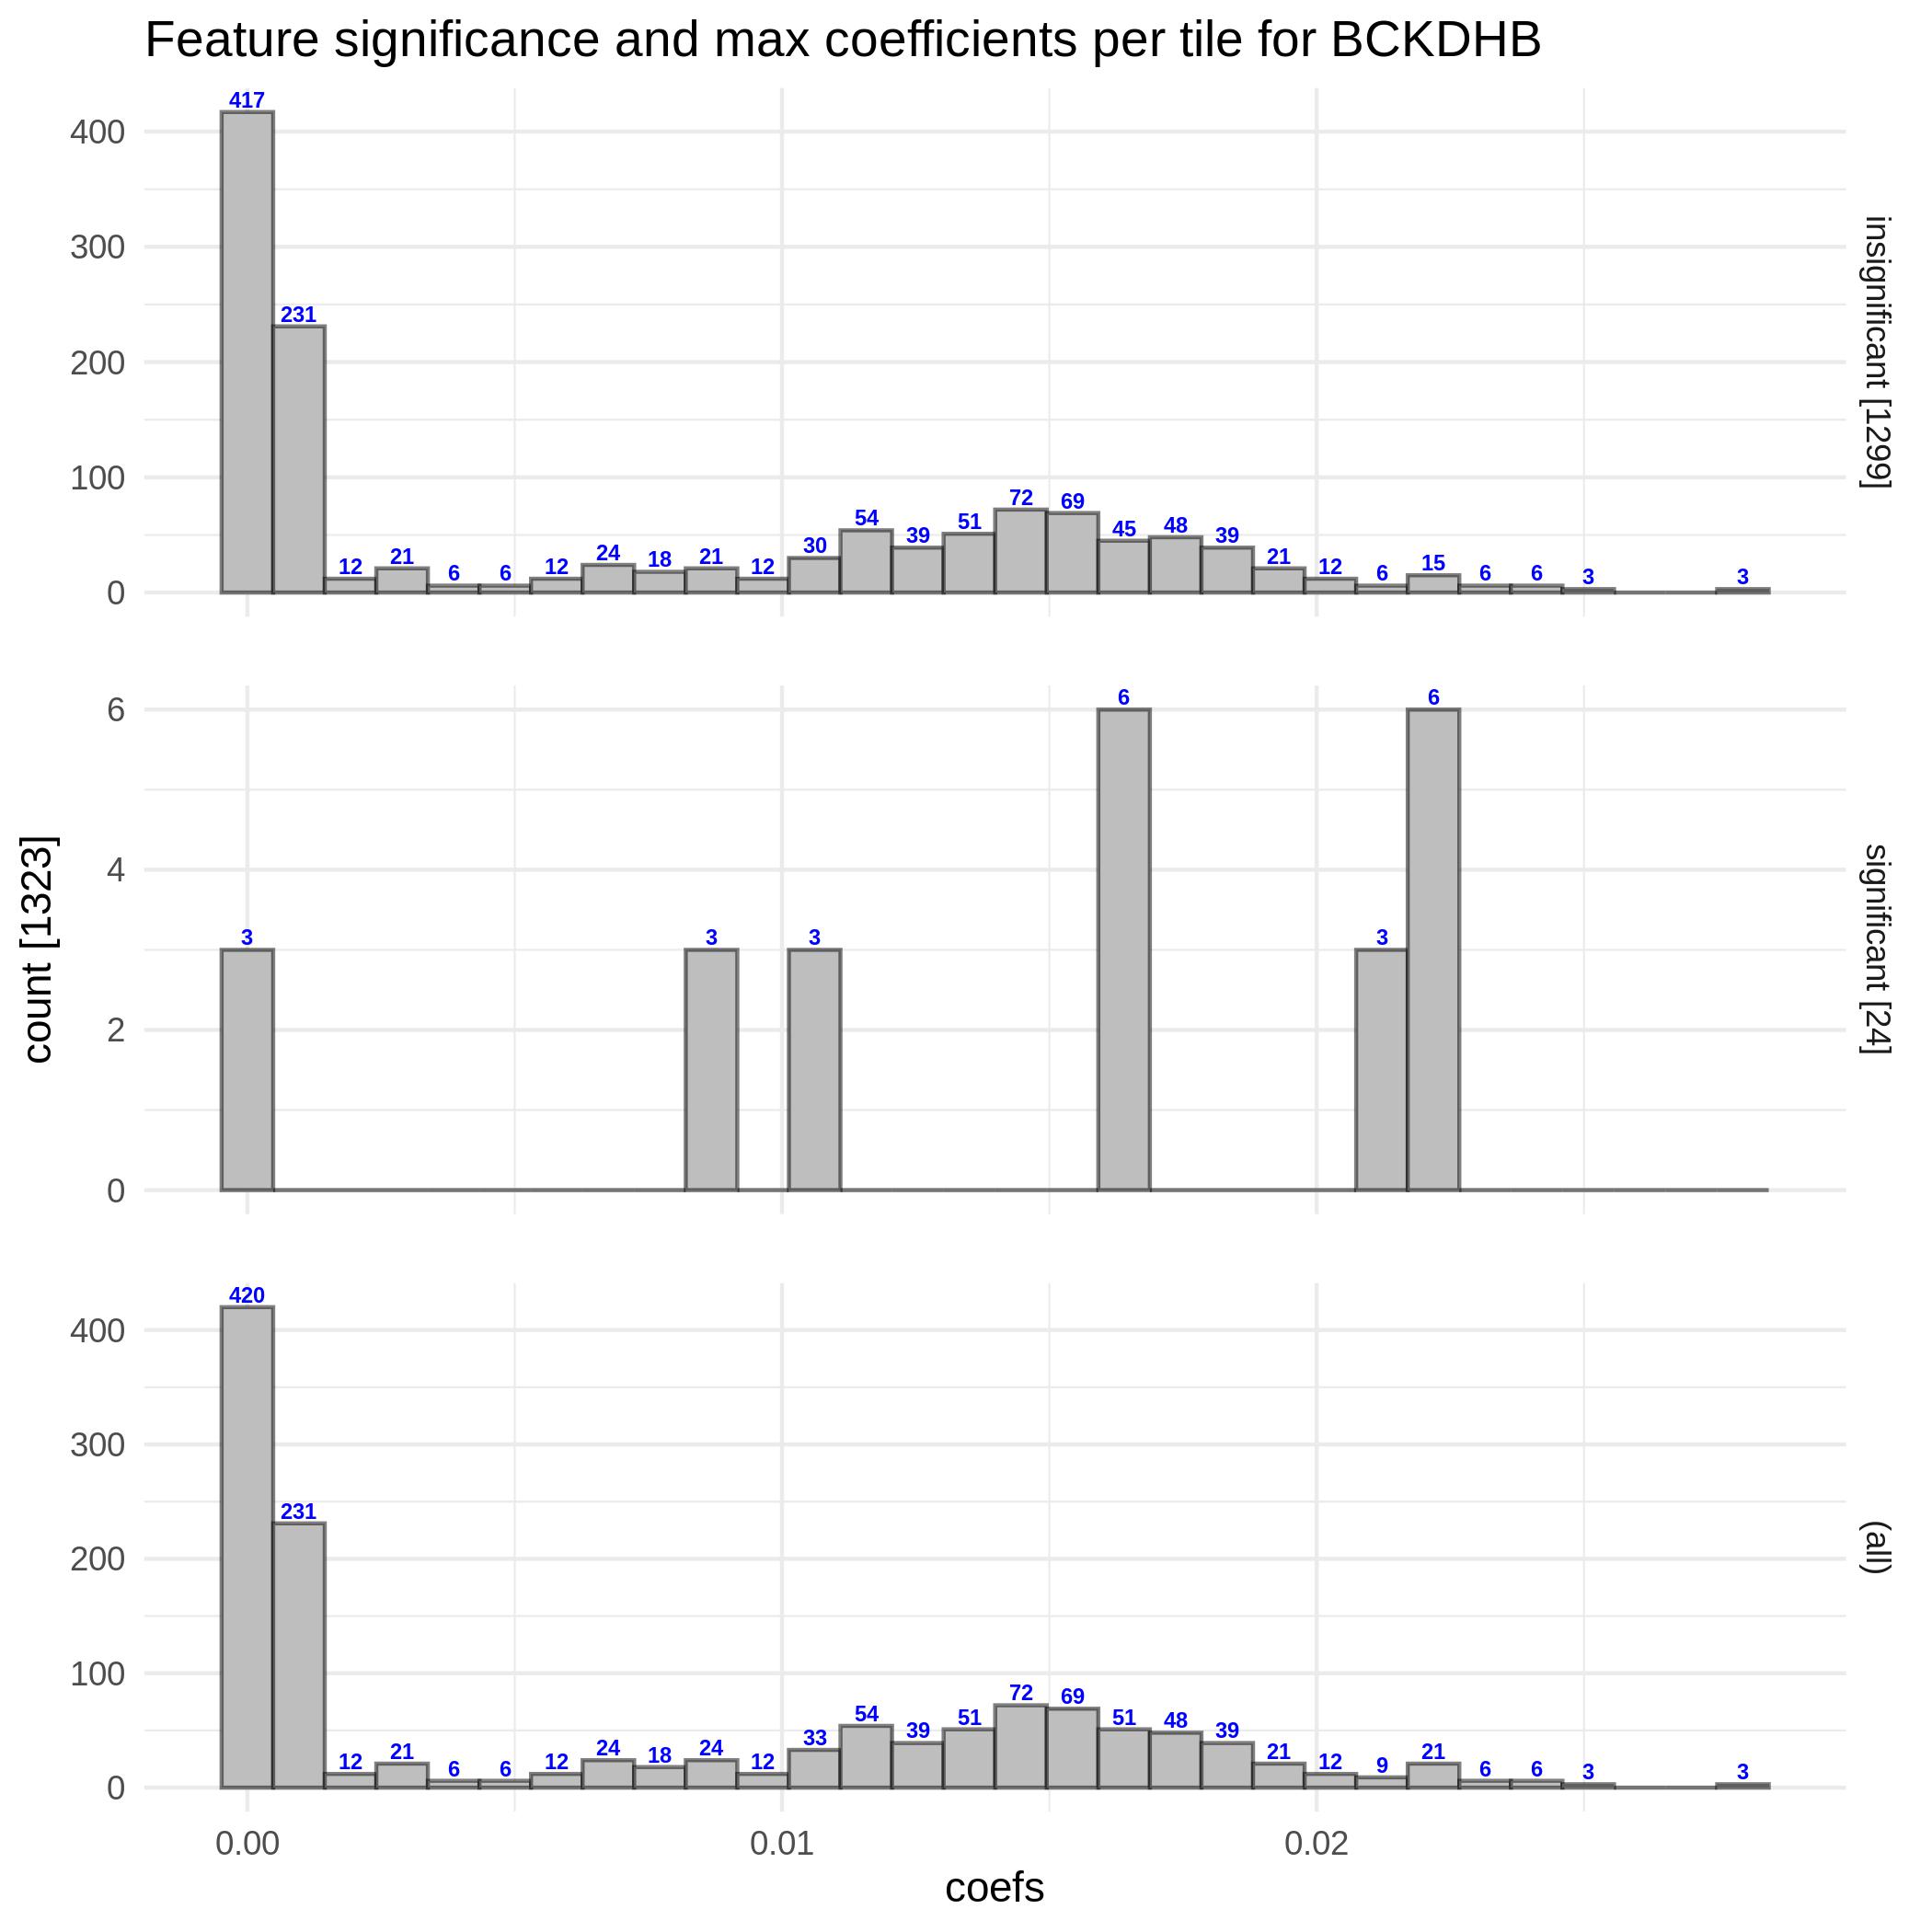 Feature significance and max coefficients per tile for BCKDHB
417
400
300
231
200
100
12 21 6 6 12 24 18 21 12 30 54 39 51 72 69 45 48 39 21 12 6 15 6 6 3 3
0
insignificant [1299]
6
6 6
4
3 3 3 3
2
0
significant [24]
count [1323]
420
400
300
231
200
100
12 21 6 6 12 24 18 24 12 33 54 39 51 72 69 51 48 39 21 12 9 21 6 6 3 3
0
(all)
0.00 0.01 0.02
coefs